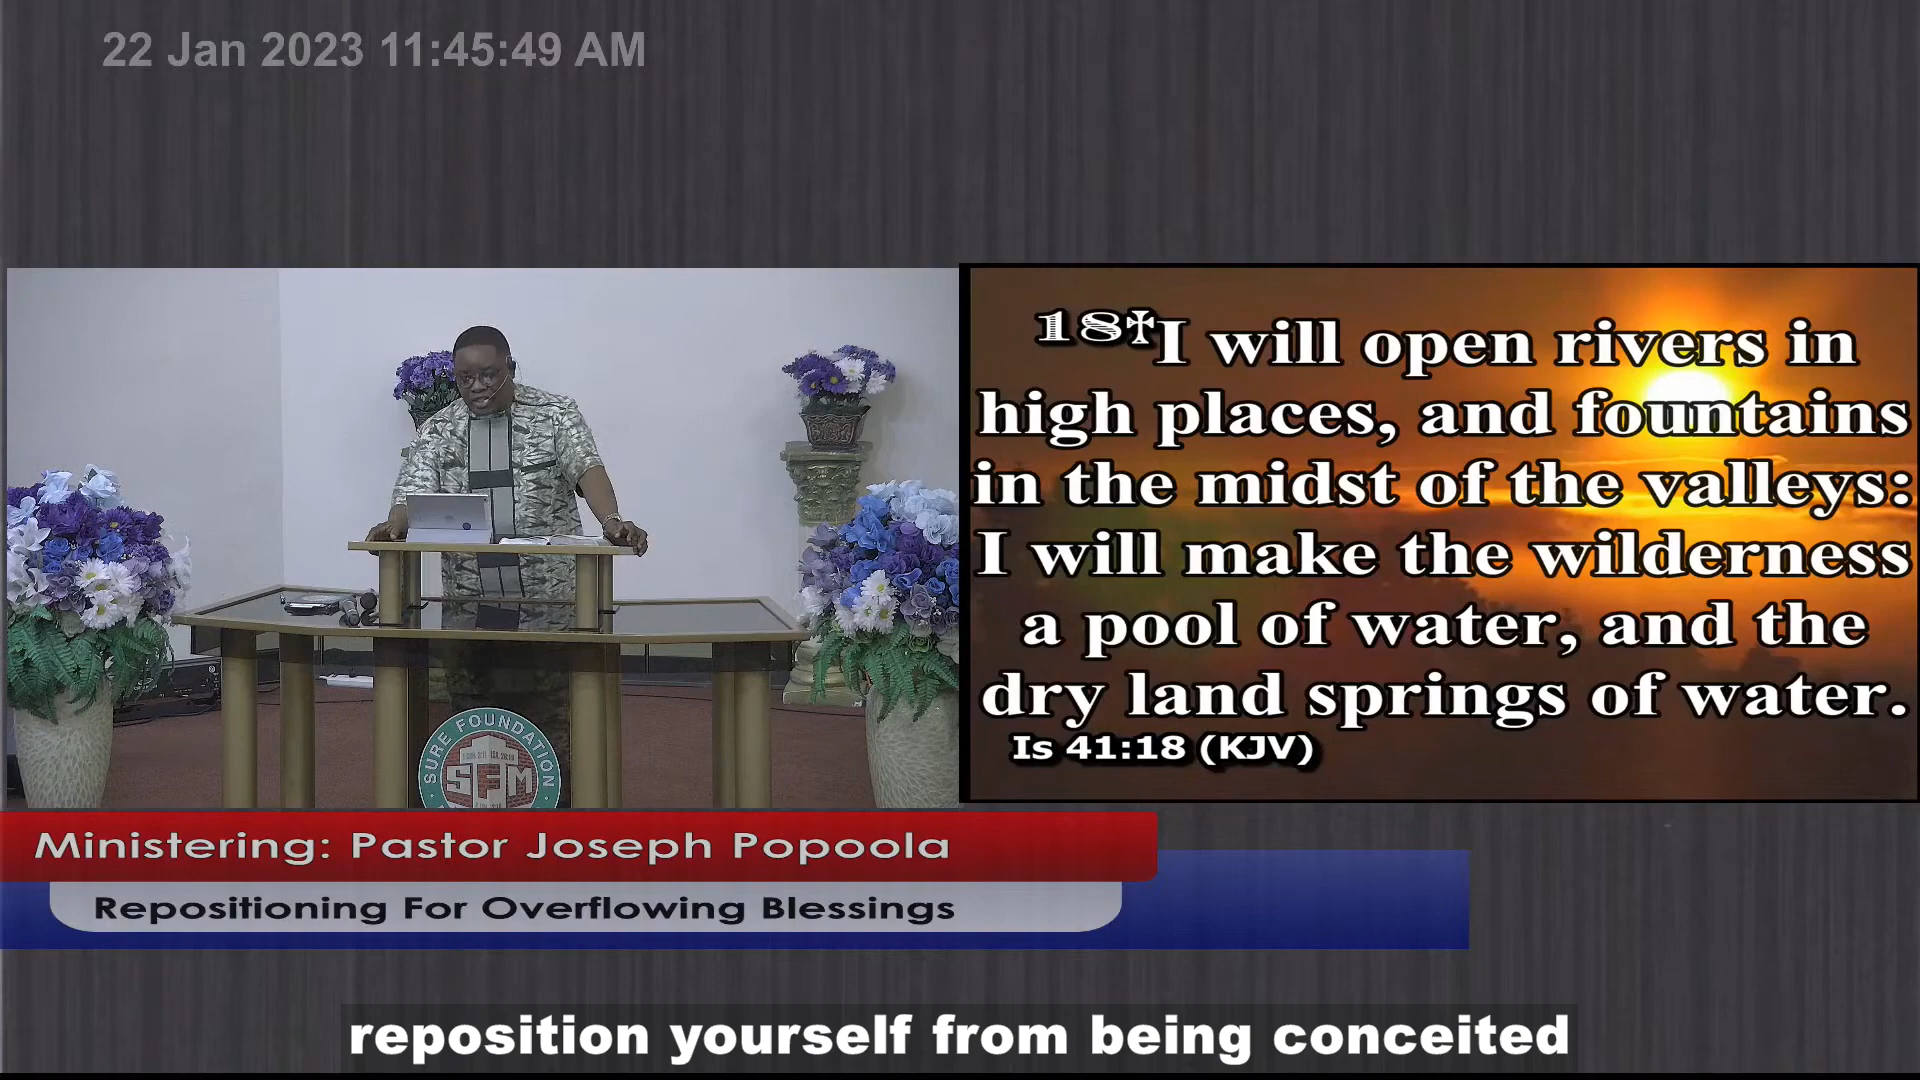 22 Jan 2023 11:45:49 AM
18✠I will open rivers in
high places, and fountains
in the midst of the valleys:
I will make the wilderness
a pool of water, and the
dry land springs of water.
Is 41:18 (KJV)
SURE FOUNDATION
SFM
Ministering: Pastor Joseph Popoola
Repositioning For Overflowing Blessings
reposition yourself from being conceited